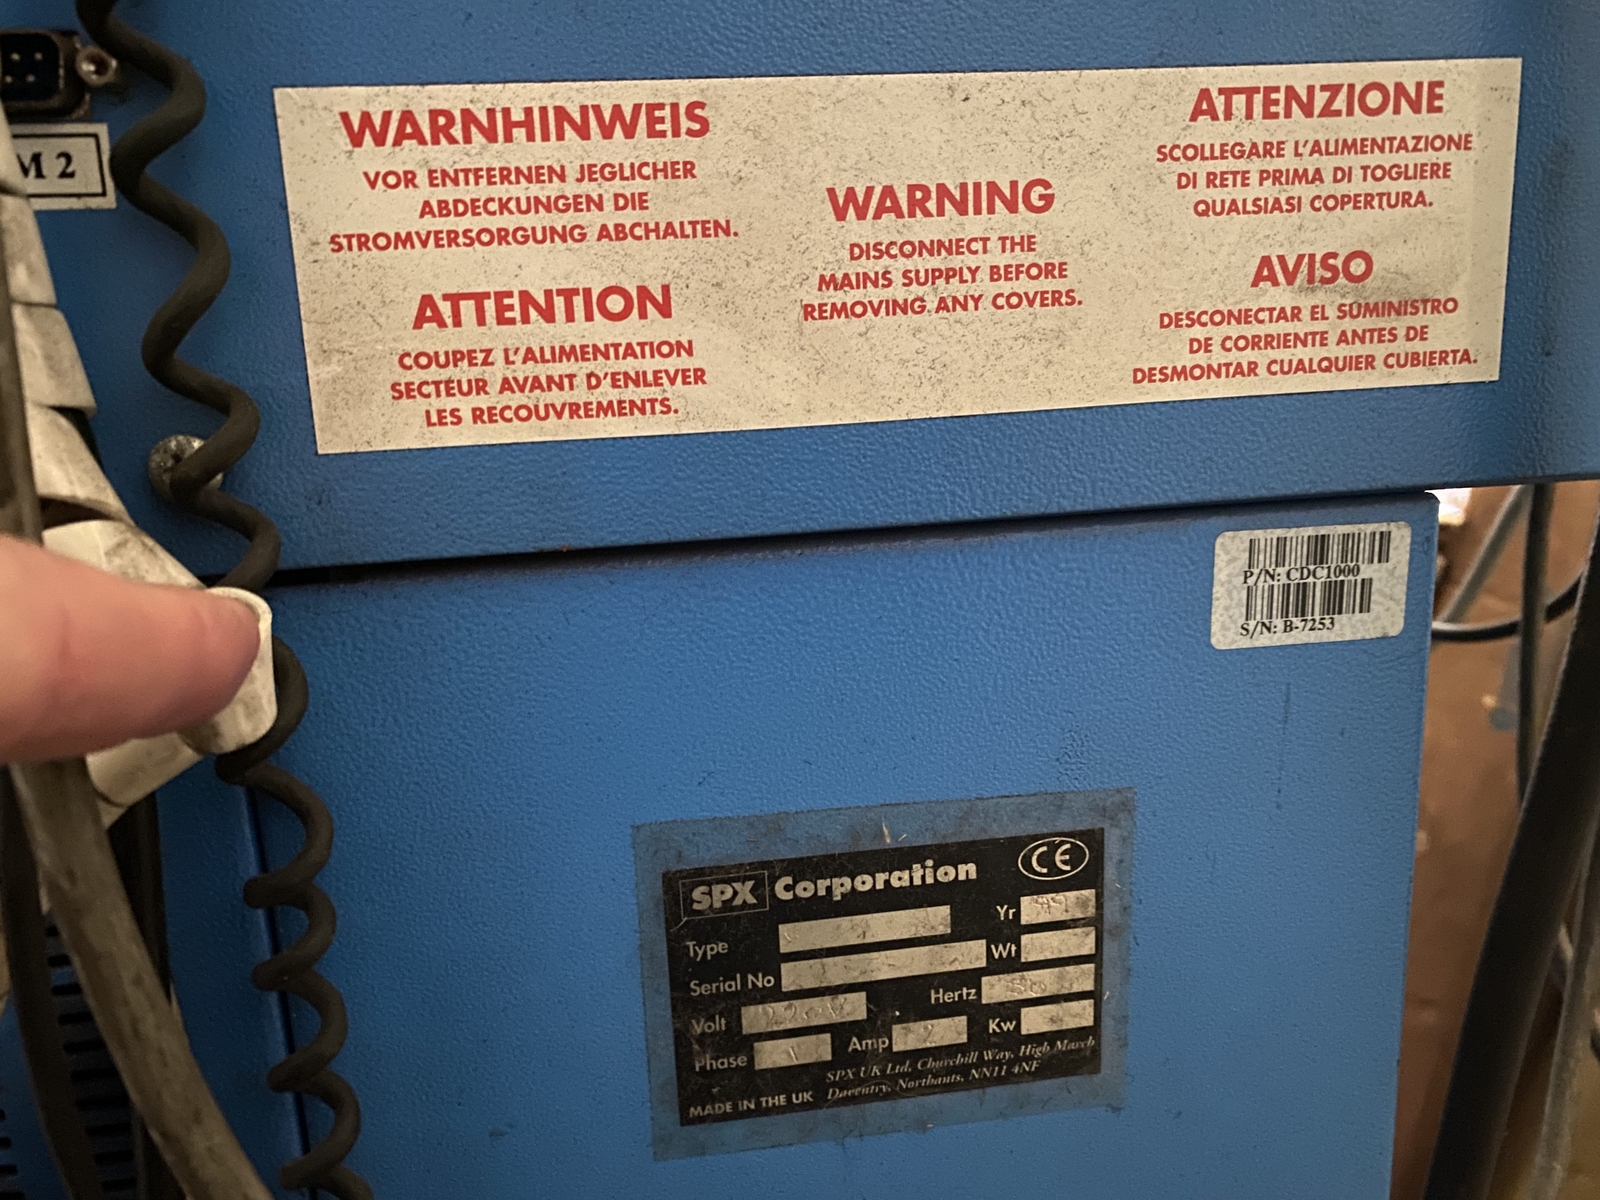 M 2
WARNHINWEIS
VOR ENTFERNEN JEGLICHER
ABDECKUNGEN DIE
STROMVERSORGUNG ABCHALTEN.
ATTENTION
COUPEZ L'ALIMENTATION
SECTEUR AVANT D'ENLEVER
LES RECOUVREMENTS.
WARNING
DISCONNECT THE
MAINS SUPPLY BEFORE
REMOVING ANY COVERS.
ATTENZIONE
SCOLLEGARE L'ALIMENTAZIONE
DI RETE PRIMA DI TOGLIERE
QUALSIASI COPERTURA.
AVISO
DESCONECTAR EL SUMINISTRO
DE CORRIENTE ANTES DE
DESMONTAR CUALQUIER CUBIERTA.
P/N: CDC1000
S/N: B-7253
SPX Corporation CE
Type
Yr
Serial No
Wt
Volt 220V
Hertz
Phase
Amp 2
Kw
SPX UK Ltd, Churchill Way, High March
Daventry, Northants, NN11 4NF
MADE IN THE UK